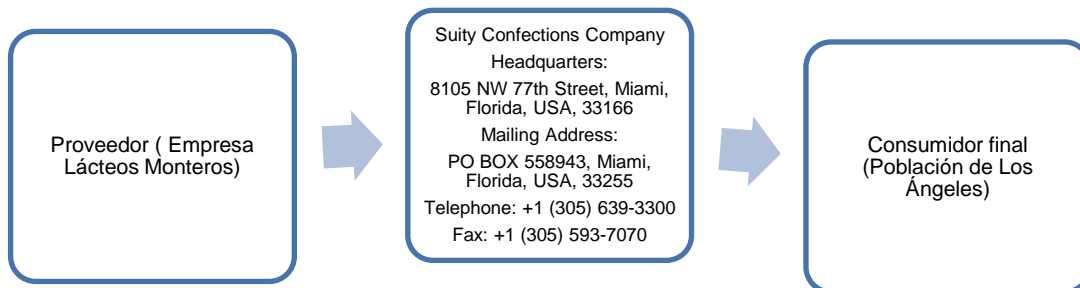 Proveedor ( Empresa
Lácteos Monteros)
Suity Confections Company
Headquarters:
8105 NW 77th Street, Miami,
Florida, USA, 33166
Mailing Address:
PO BOX 558943, Miami,
Florida, USA, 33255
Telephone: +1 (305) 639-3300
Fax: +1 (305) 593-7070
Consumidor final
(Población de Los
Ángeles)